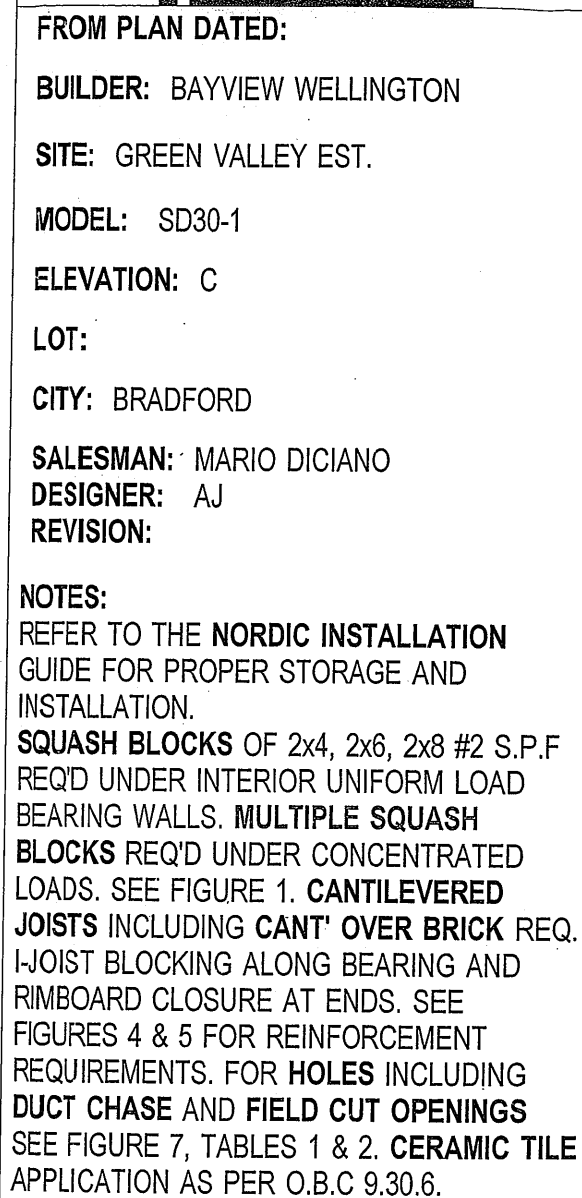 FROM PLAN DATED:
BUILDER: BAYVIEW WELLINGTON
SITE: GREEN VALLEY EST.
MODEL: SD30-1
ELEVATION: C
LOT:
CITY: BRADFORD
SALESMAN: MARIO DICIANO
DESIGNER: AJ
REVISION:
NOTES:
REFER TO THE NORDIC INSTALLATION
GUIDE FOR PROPER STORAGE AND
INSTALLATION.
SQUASH BLOCKS OF 2x4, 2x6, 2x8 #2 S.P.F
REQ'D UNDER INTERIOR UNIFORM LOAD
BEARING WALLS. MULTIPLE SQUASH
BLOCKS REQ'D UNDER CONCENTRATED
LOADS. SEE FIGURE 1. CANTILEVERED
JOISTS INCLUDING CANT' OVER BRICK REQ.
I-JOIST BLOCKING ALONG BEARING AND
RIMBOARD CLOSURE AT ENDS. SEE
FIGURES 4 & 5 FOR REINFORCEMENT
REQUIREMENTS. FOR HOLES INCLUDING
DUCT CHASE AND FIELD CUT OPENINGS
SEE FIGURE 7, TABLES 1 & 2. CERAMIC TILE
APPLICATION AS PER O.B.C 9.30.6.